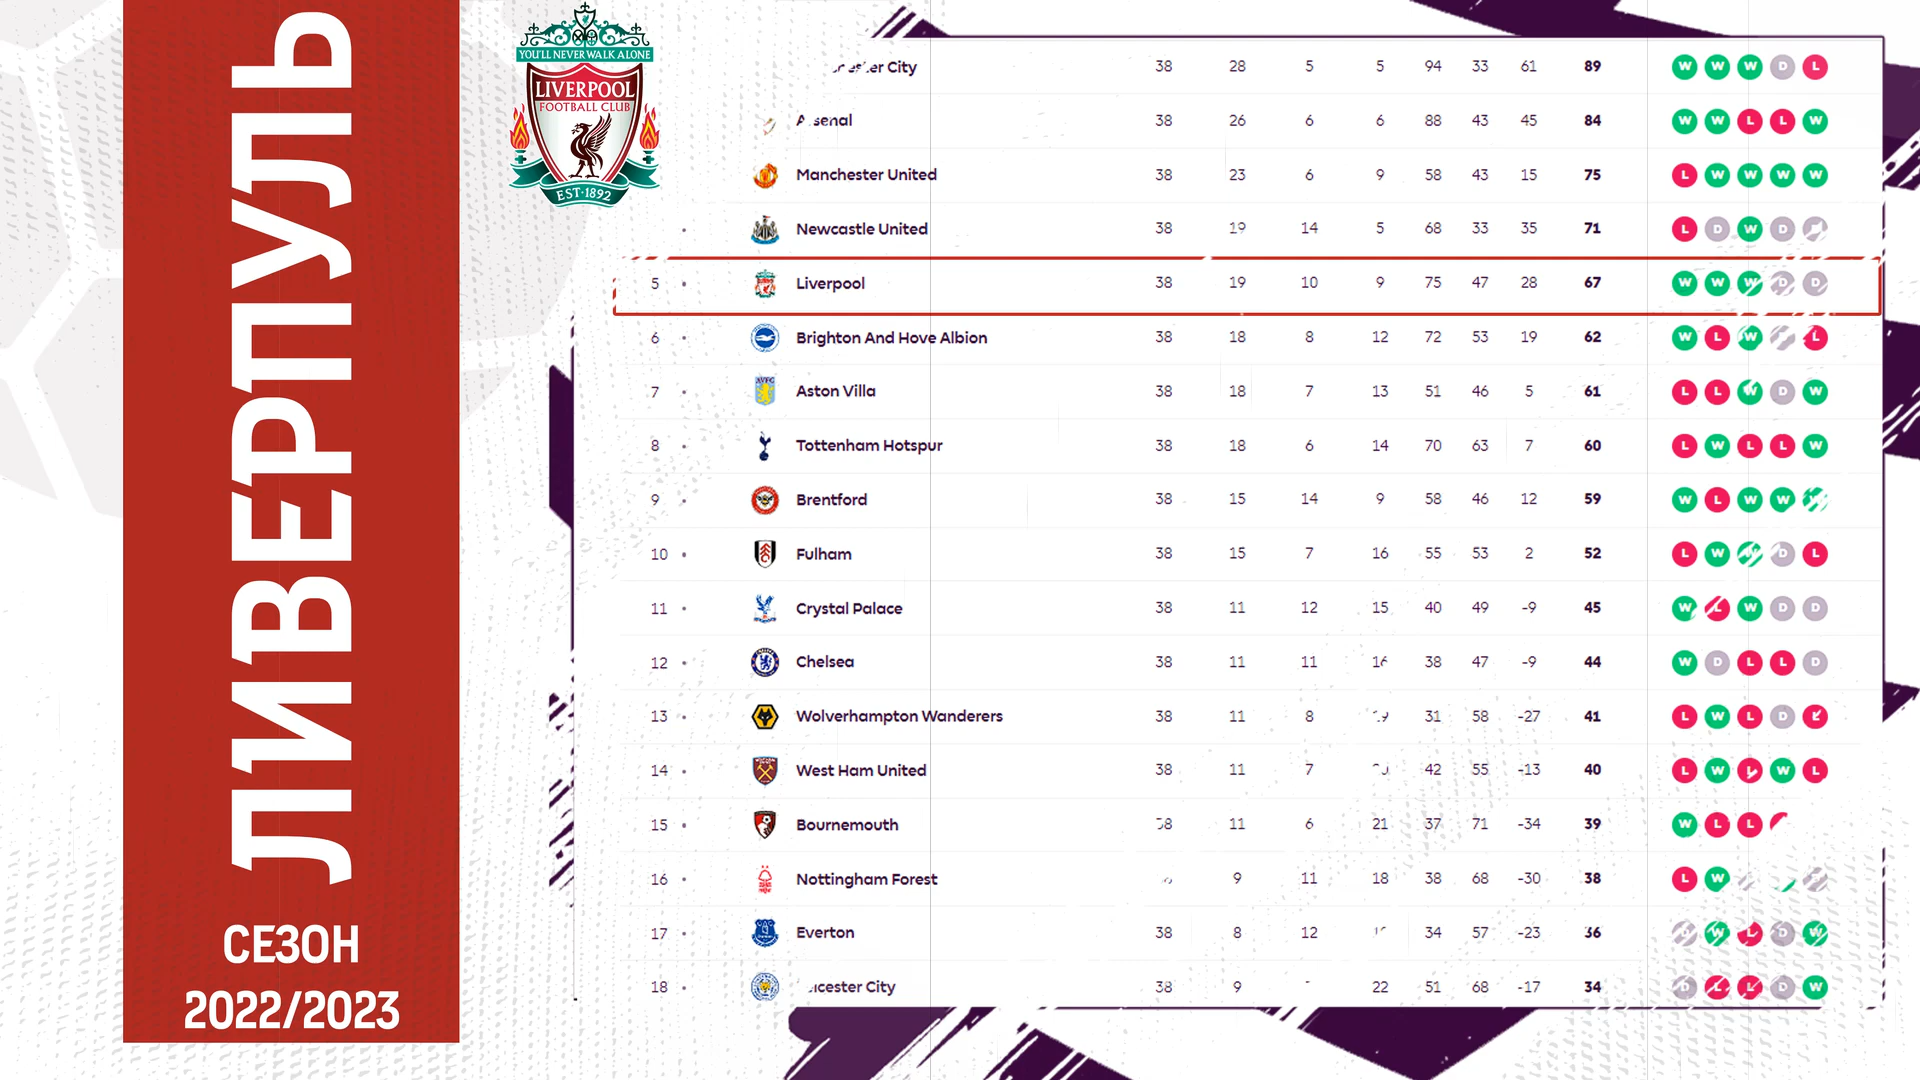 ЛИВЕРПУЛЬ
СЕЗОН
2022/2023
YOU'LL NEVER WALK ALONE
LIVERPOOL
FOOTBALL CLUB
EST·1892
City 38 28 5 5 94 33 61 89 W W W D L
Arsenal 38 26 6 6 88 43 45 84 W W L L W
Manchester United 38 23 6 9 58 43 15 75 L W W W W
Newcastle United 38 19 14 5 68 33 35 71 L D W D
5 Liverpool 38 19 10 9 75 47 28 67 W W W D D
6 Brighton And Hove Albion 38 18 8 12 72 53 19 62 W L W L
7 Aston Villa 38 18 7 13 51 46 5 61 L L W D W
8 Tottenham Hotspur 38 18 6 14 70 63 7 60 L W L L W
9 Brentford 38 15 14 9 58 46 12 59 W L W W
10 Fulham 38 15 7 16 55 53 2 52 L W W D L
11 Crystal Palace 38 11 12 15 40 49 -9 45 W L W D D
12 Chelsea 38 11 11 16 38 47 -9 44 W D L L D
13 Wolverhampton Wanderers 38 11 8 31 58 -27 41 L W L D L
14 West Ham United 38 11 7 42 55 -13 40 L W L W L
15 Bournemouth 38 11 6 21 37 71 -34 39 W L L
16 Nottingham Forest 9 11 18 38 68 -30 38 L W
17 Everton 38 8 12 34 57 -23 36 D W L D W
18 City 38 9 22 51 68 -17 34 D L L D W